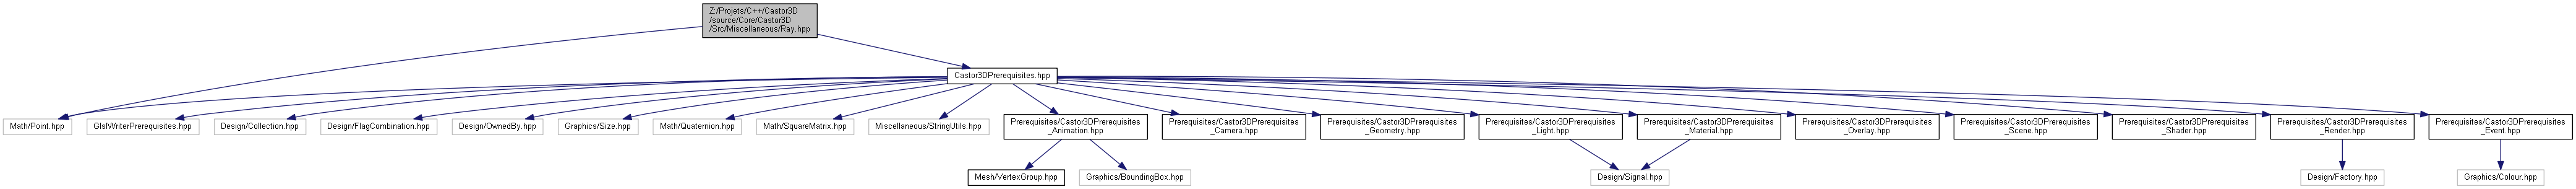 Z:/Projets/C++/Castor3D
/source/Core/Castor3D
/Src/Miscellaneous/Ray.hpp
Castor3DPrerequisites.hpp
Math/Point.hpp
GlslWriterPrerequisites.hpp
Design/Collection.hpp
Design/FlagCombination.hpp
Design/OwnedBy.hpp
Graphics/Size.hpp
Math/Quaternion.hpp
Math/SquareMatrix.hpp
Miscellaneous/StringUtils.hpp
Prerequisites/Castor3DPrerequisites
_Animation.hpp
Prerequisites/Castor3DPrerequisites
_Camera.hpp
Prerequisites/Castor3DPrerequisites
_Geometry.hpp
Prerequisites/Castor3DPrerequisites
_Light.hpp
Prerequisites/Castor3DPrerequisites
_Material.hpp
Prerequisites/Castor3DPrerequisites
_Overlay.hpp
Prerequisites/Castor3DPrerequisites
_Scene.hpp
Prerequisites/Castor3DPrerequisites
_Shader.hpp
Prerequisites/Castor3DPrerequisites
_Render.hpp
Prerequisites/Castor3DPrerequisites
_Event.hpp
Mesh/VertexGroup.hpp
Graphics/BoundingBox.hpp
Design/Signal.hpp
Design/Factory.hpp
Graphics/Colour.hpp